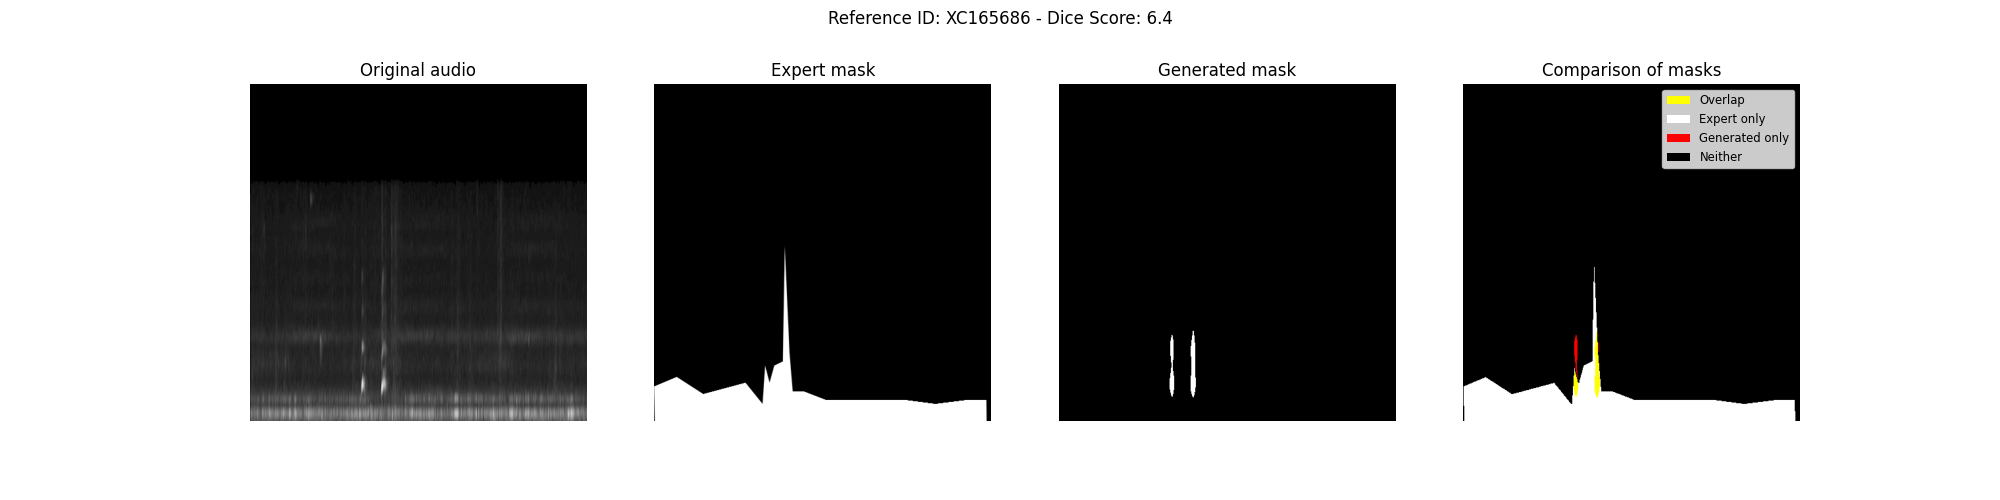 Reference ID: XC165686 - Dice Score: 6.4
Original audio
Expert mask
Generated mask
Comparison of masks
Overlap
Expert only
Generated only
Neither